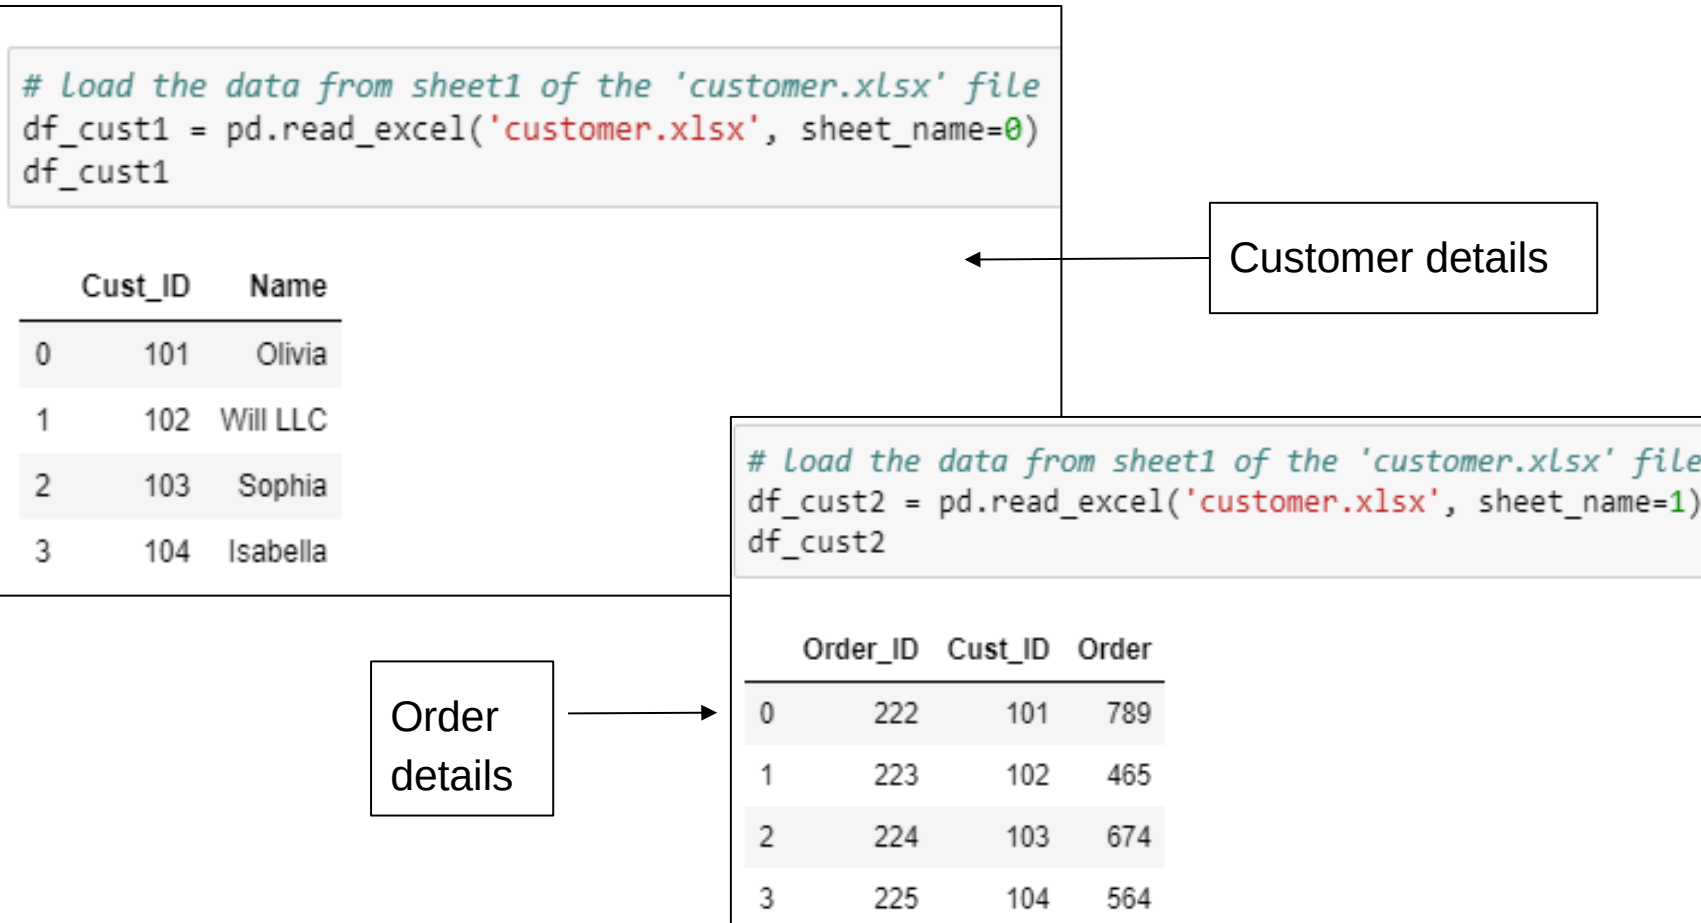 # Load the data from sheet1 of the 'customer.xlsx' file
df_cust1 = pd.read_excel('customer.xlsx', sheet_name=0)
df_cust1
Cust_ID Name
0 101 Olivia
1 102 Will LLC
2 103 Sophia
3 104 Isabella
Customer details
# Load the data from sheet1 of the 'customer.xlsx' file
df_cust2 = pd.read_excel('customer.xlsx', sheet_name=1)
df_cust2
Order_ID Cust_ID Order
0 222 101 789
1 223 102 465
2 224 103 674
3 225 104 564
Order
details